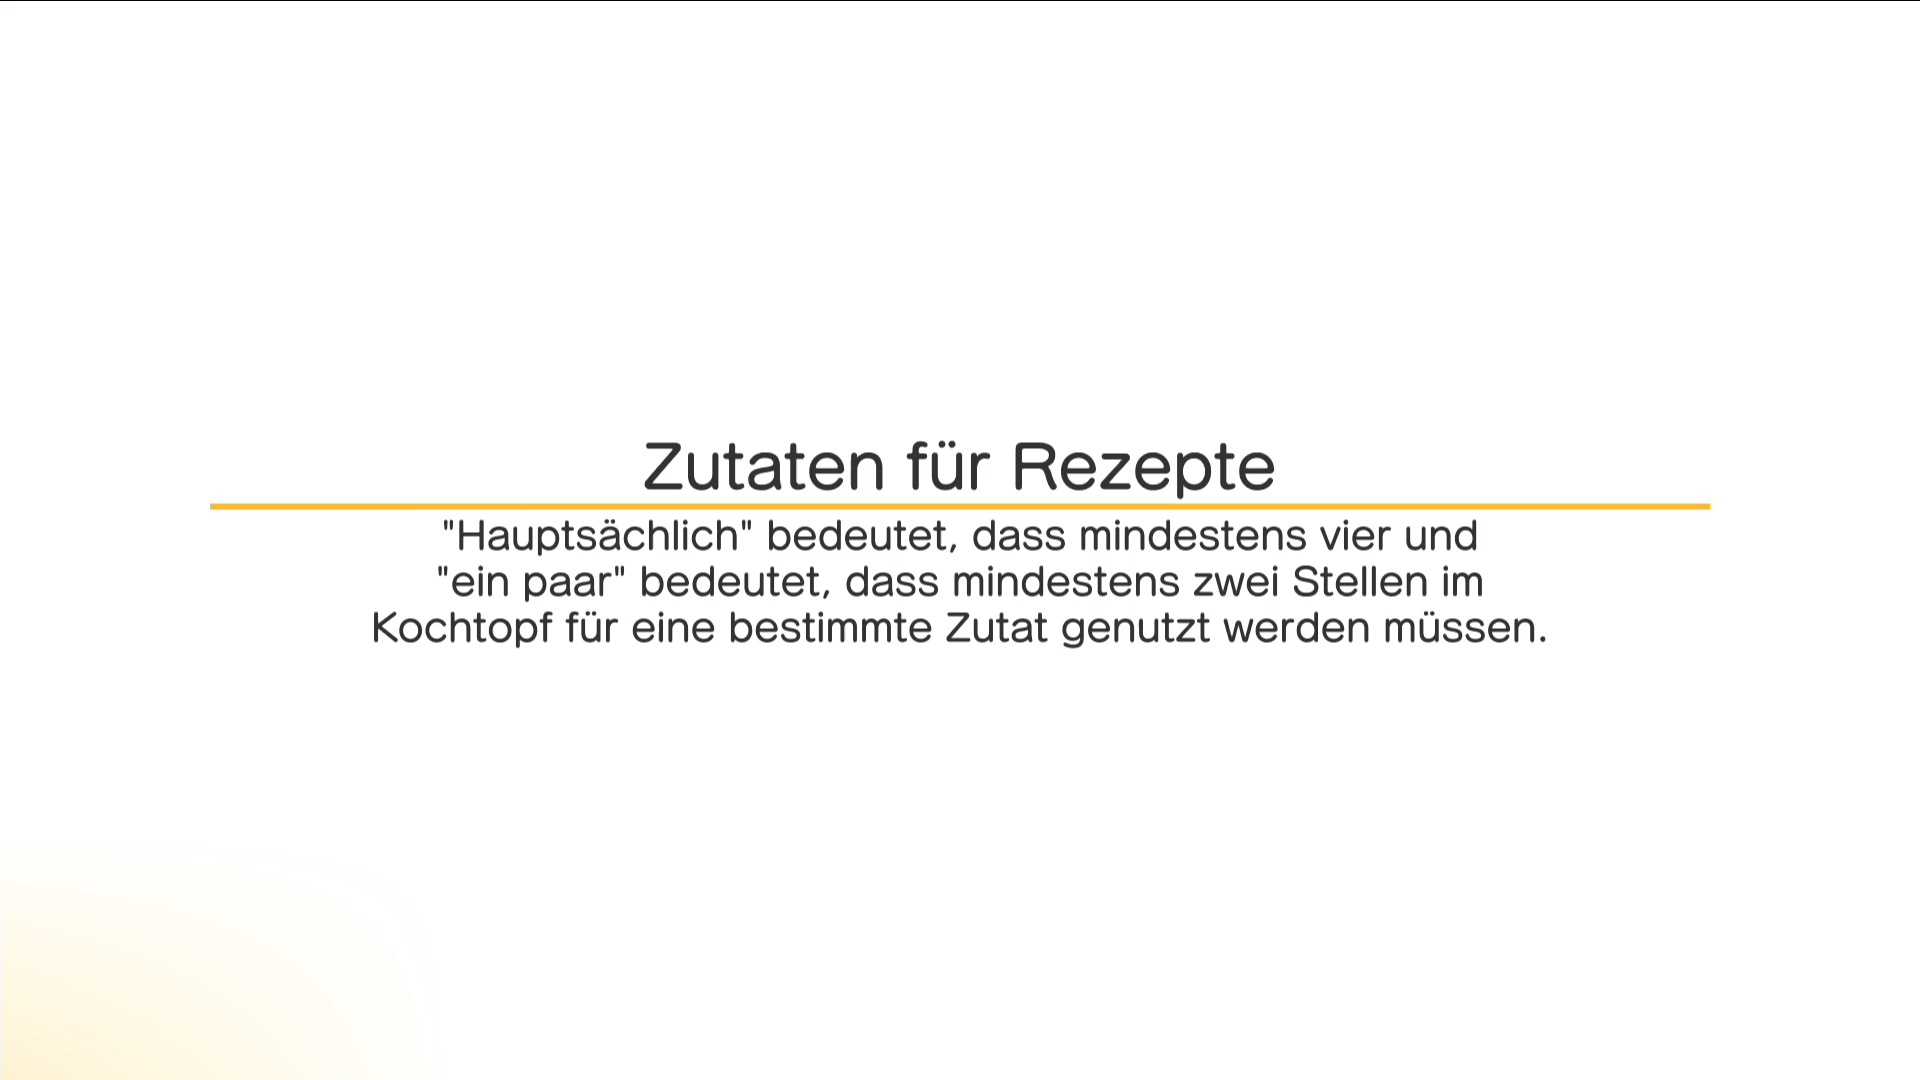 Zutaten für Rezepte
"Hauptsächlich" bedeutet, dass mindestens vier und
"ein paar" bedeutet, dass mindestens zwei Stellen im
Kochtopf für eine bestimmte Zutat genutzt werden müssen.